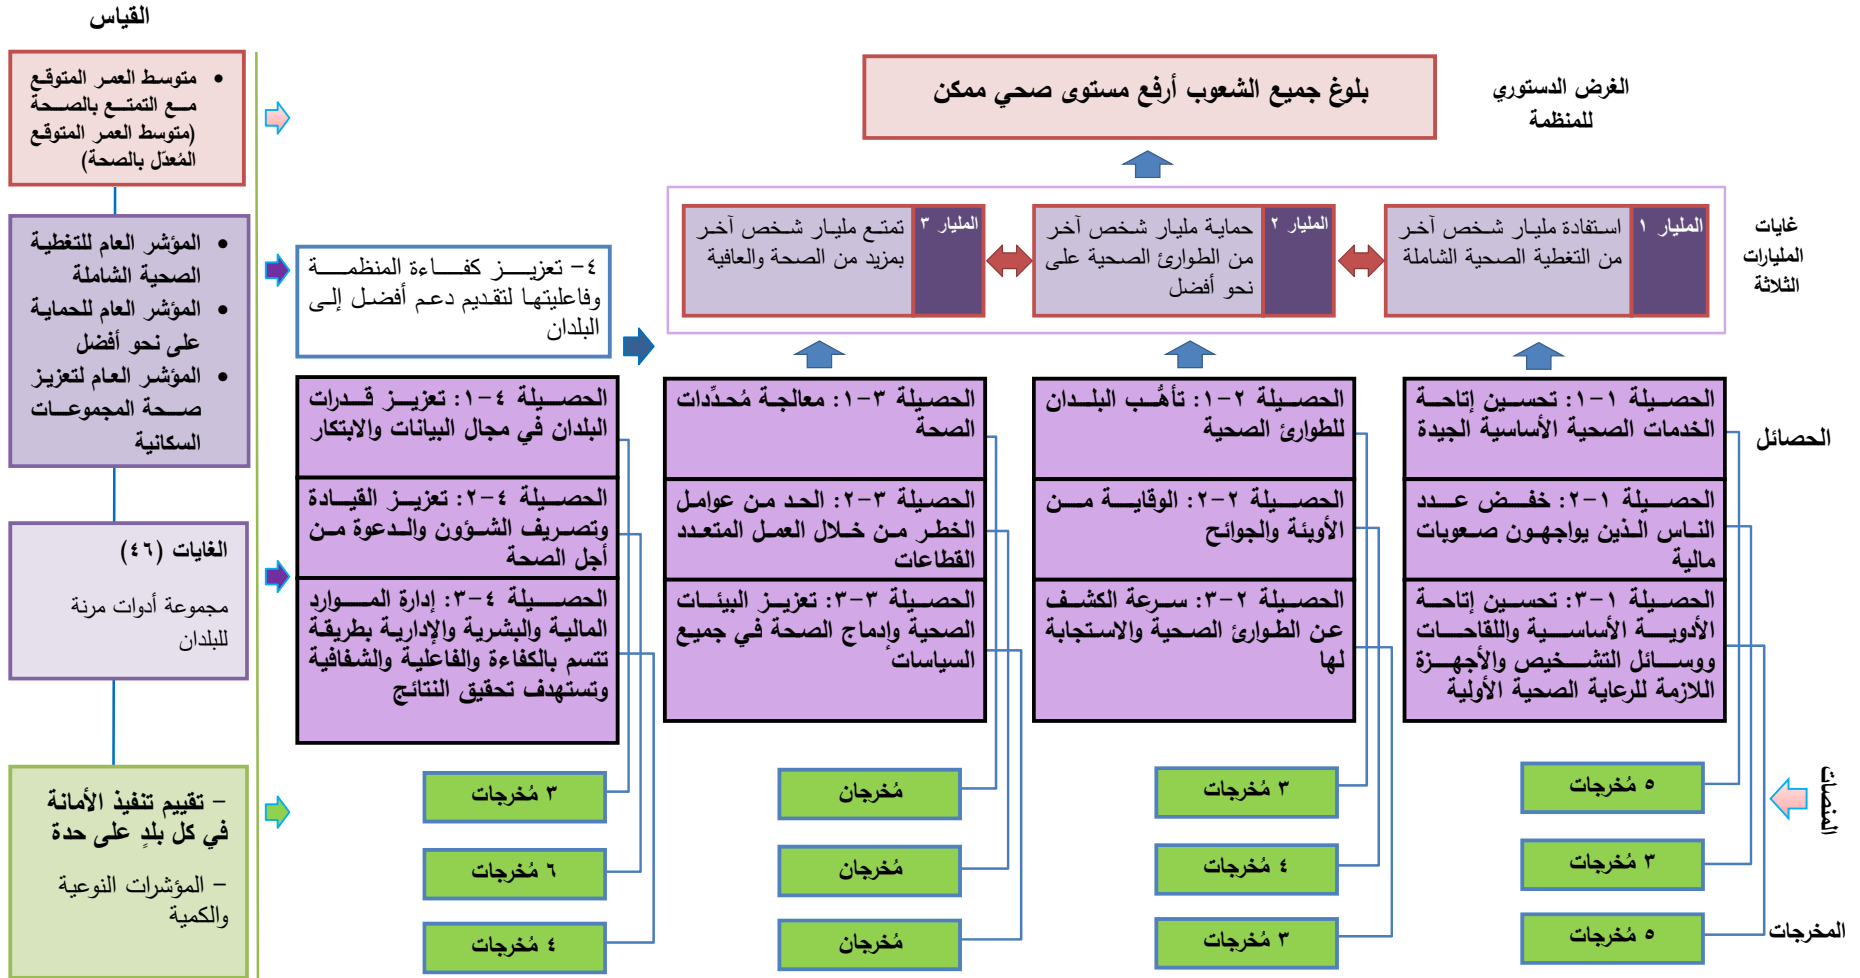 القياس
الغرض الدستوري
للمنظمة
بلوغ جميع الشعوب أرفع مستوى صحي ممكن
• متوسط العمر المتوقع
مع التمتع بالصحة
(متوسط العمر المتوقع
المُعدّل بالصحة)
غايات
المليارات
الثلاثة
المليار ١
استفادة مليار شخص آخر
من التغطية الصحية الشاملة
المليار ٢
حماية مليار شخص آخر
من الطوارئ الصحية على
نحو أفضل
المليار ٣
تمتع مليار شخص آخر
بمزيد من الصحة والعافية
٤- تعزيز كفاءة المنظمة
وفاعليتها لتقديم دعم أفضل إلى
البلدان
• المؤشر العام للتغطية
الصحية الشاملة
• المؤشر العام للحماية
على نحو أفضل
• المؤشر العام لتعزيز
صحة المجموعات
السكانية
الحصائل
الحصيلة ١-١: تحسين إتاحة
الخدمات الصحية الأساسية الجيدة
الحصيلة ١-٢: خفض عدد
الناس الذين يواجهون صعوبات
مالية
الحصيلة ١-٣: تحسين إتاحة
الأدوية الأساسية واللقاحات
ووسائل التشخيص والأجهزة
اللازمة للرعاية الصحية الأولية
الحصيلة ٢-١: تأهُّب البلدان
للطوارئ الصحية
الحصيلة ٢-٢: الوقاية من
الأوبئة والجوائح
الحصيلة ٢-٣: سرعة الكشف
عن الطوارئ الصحية والاستجابة
لها
الحصيلة ٣-١: معالجة مُحدِّدات
الصحة
الحصيلة ٣-٢: الحد من عوامل
الخطر من خلال العمل المتعدد
القطاعات
الحصيلة ٣-٣: تعزيز البيئات
الصحية وإدماج الصحة في جميع
السياسات
الحصيلة ٤-١: تعزيز قدرات
البلدان في مجال البيانات والابتكار
الحصيلة ٤-٢: تعزيز القيادة
وتصريف الشؤون والدعوة من
أجل الصحة
الحصيلة ٤-٣: إدارة الموارد
المالية والبشرية والإدارية بطريقة
تتسم بالكفاءة والفاعلية والشفافية
وتستهدف تحقيق النتائج
الغايات (٤٦)
مجموعة أدوات مرنة
للبلدان
المنصات
المخرجات
٥ مُخرجات
٣ مُخرجات
٥ مُخرجات
٣ مُخرجات
٤ مُخرجات
٣ مُخرجات
مُخرجان
مُخرجان
مُخرجان
٣ مُخرجات
٦ مُخرجات
٤ مُخرجات
- تقييم تنفيذ الأمانة
في كل بلدٍ على حدة
- المؤشرات النوعية
والكمية